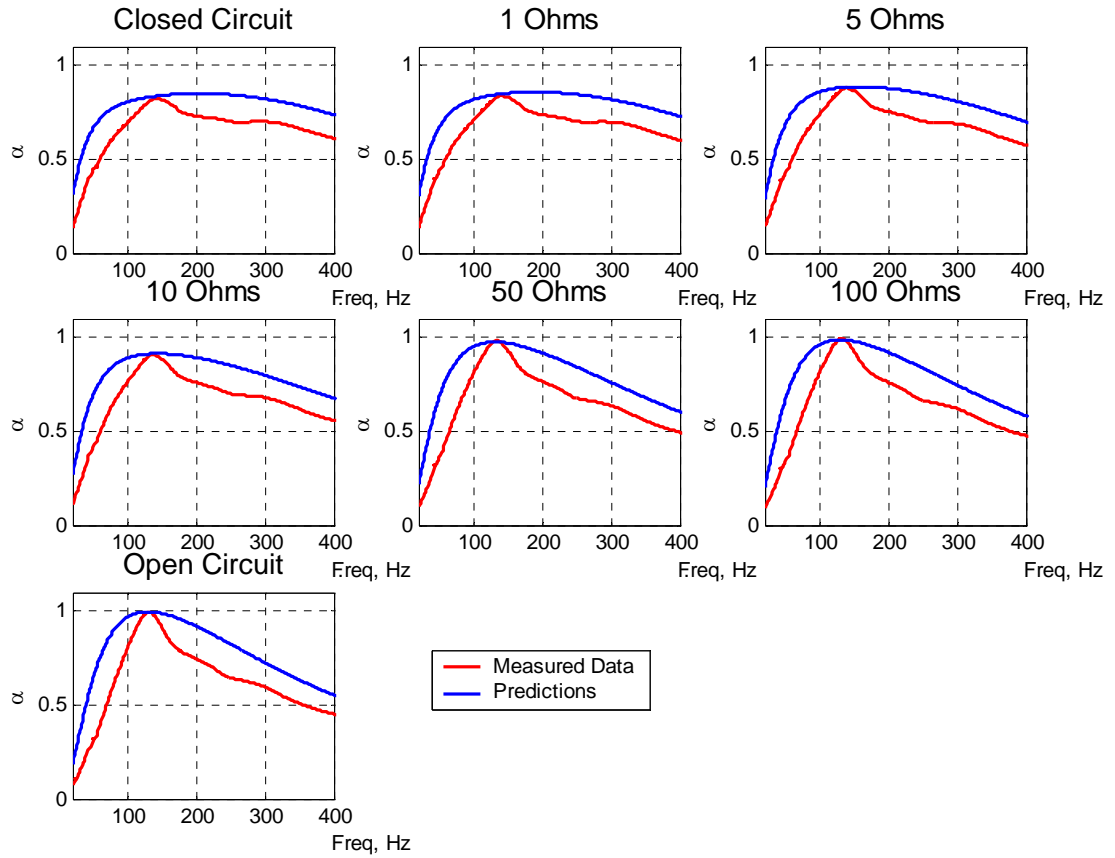 Closed Circuit
1 Ohms
5 Ohms
1
0.5
0
α
100 200 300 400
Freq, Hz
1
0.5
0
α
100 200 300 400
Freq, Hz
1
0.5
0
α
100 200 300 400
Freq, Hz
10 Ohms
50 Ohms
100 Ohms
1
0.5
0
α
100 200 300 400
Freq, Hz
1
0.5
0
α
100 200 300 400
Freq, Hz
1
0.5
0
α
100 200 300 400
Freq, Hz
Open Circuit
1
0.5
0
α
100 200 300 400
Freq, Hz
Measured Data
Predictions